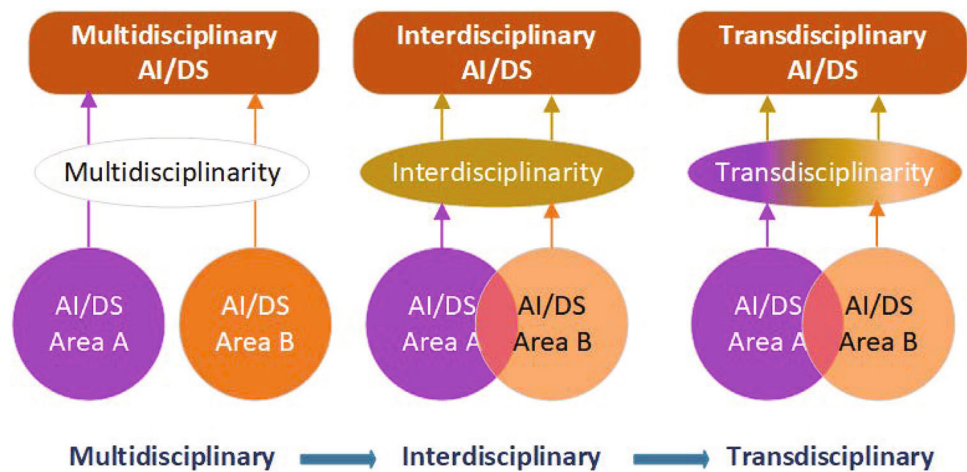 Multidisciplinary
AI/DS
Interdisciplinary
AI/DS
Transdisciplinary
AI/DS
Multidisciplinarity
Interdisciplinarity
Transdisciplinarity
AI/DS
Area A
AI/DS
Area B
AI/DS
Area A
AI/DS
Area B
AI/DS
Area A
AI/DS
Area B
Multidisciplinary
Interdisciplinary
Transdisciplinary